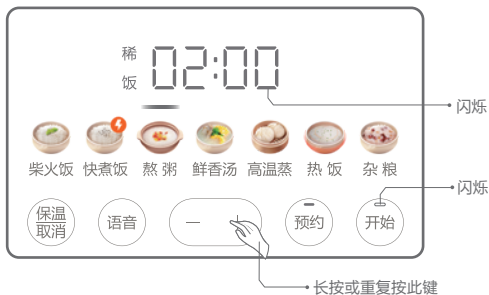 稀饭
02:00
闪烁
柴火饭 快煮饭 熬粥 鲜香汤 高温蒸 热饭 杂粮
闪烁
保温
取消
语音
— +
预约
开始
长按或重复按此键